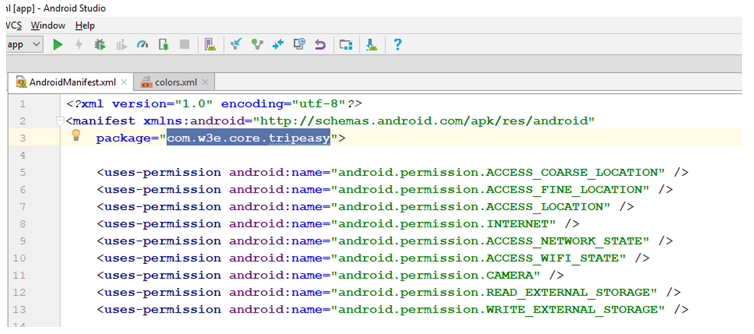 ml [app] - Android Studio
VCS Window Help
app
AndroidManifest.xml colors.xml
1 <?xml version="1.0" encoding="utf-8"?>
2 <manifest xmlns:android="http://schemas.android.com/apk/res/android"
3 package="com.w3e.core.tripeasy">
4
5 <uses-permission android:name="android.permission.ACCESS_COARSE_LOCATION" />
6 <uses-permission android:name="android.permission.ACCESS_FINE_LOCATION" />
7 <uses-permission android:name="android.permission.ACCESS_LOCATION" />
8 <uses-permission android:name="android.permission.INTERNET" />
9 <uses-permission android:name="android.permission.ACCESS_NETWORK_STATE" />
10 <uses-permission android:name="android.permission.ACCESS_WIFI_STATE" />
11 <uses-permission android:name="android.permission.CAMERA" />
12 <uses-permission android:name="android.permission.READ_EXTERNAL_STORAGE" />
13 <uses-permission android:name="android.permission.WRITE_EXTERNAL_STORAGE" />
14